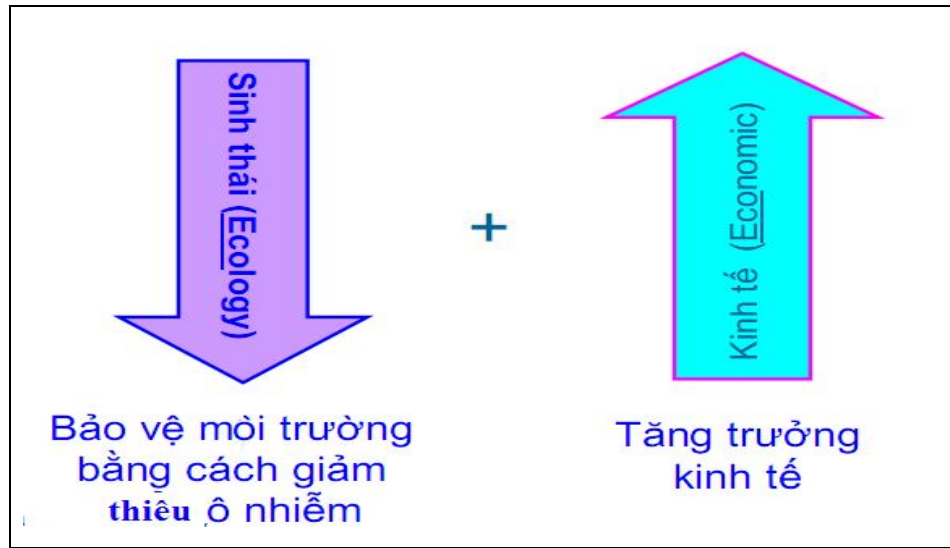 Sinh thái (Ecology)
+
Kinh tế (Economic)
Bảo vệ mòi trường
bằng cách giảm
thiêu ô nhiễm
Tăng trưởng
kinh tế